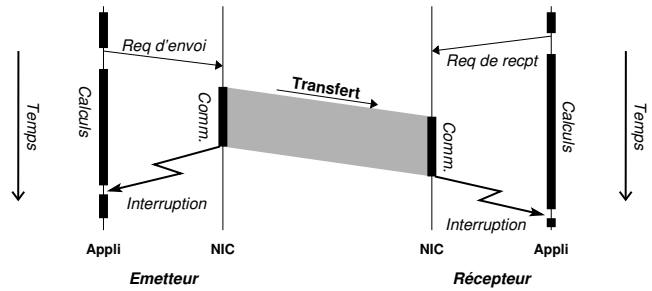 Req d'envoi
Req de recpt
Transfert
Temps
Calculs
Comm.
Comm.
Calculs
Temps
Interruption
Interruption
Appli
NIC
NIC
Appli
Emetteur
Récepteur